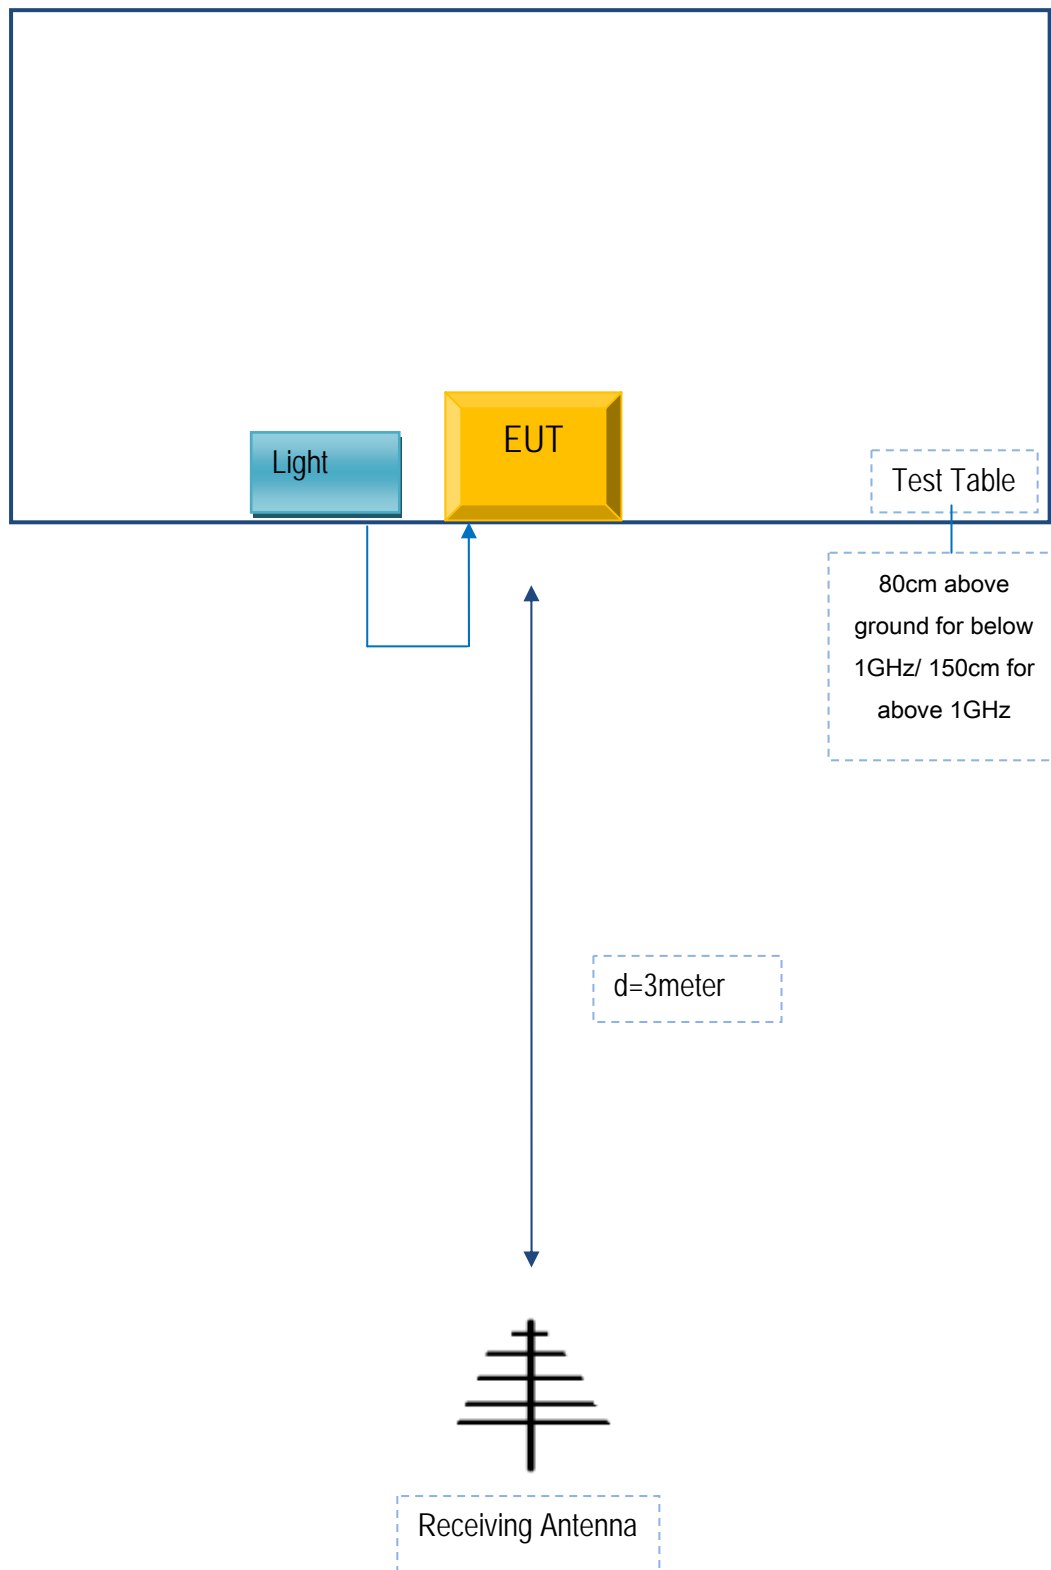 EUT
Light
Test Table
80cm above
ground for below
1GHz/ 150cm for
above 1GHz
d=3meter
Receiving Antenna